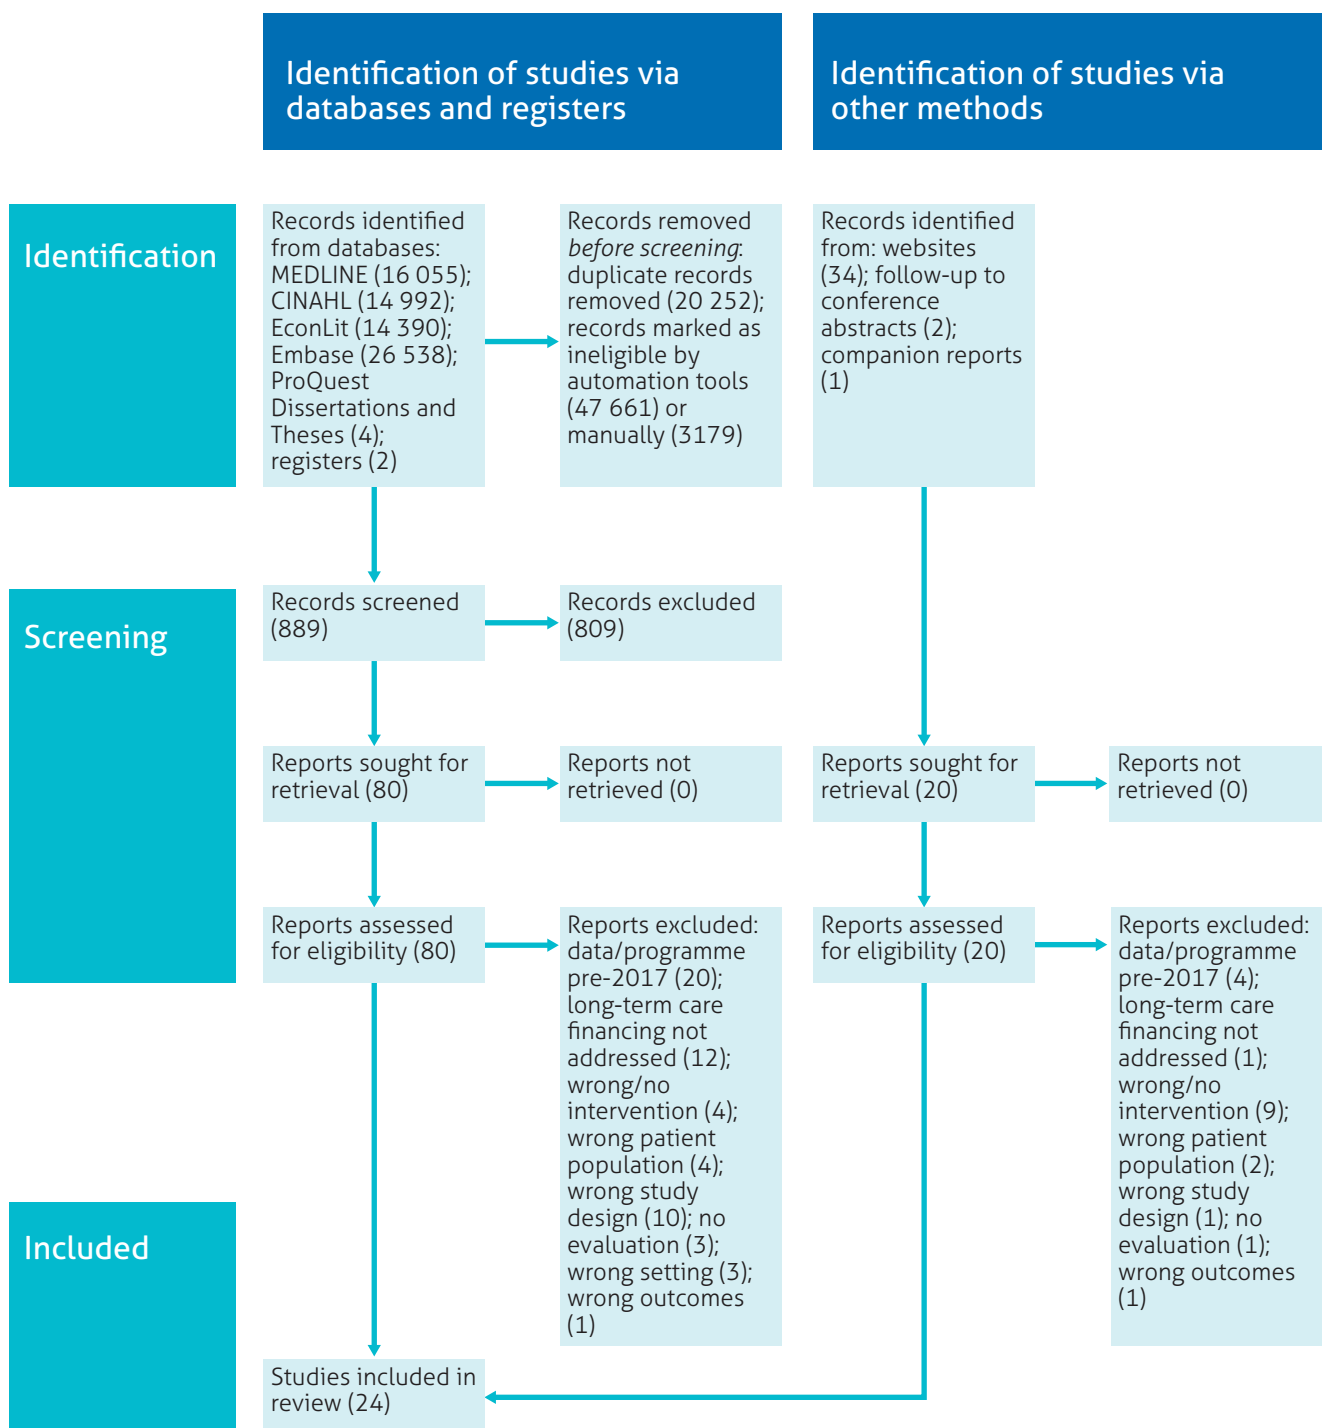 Identification of studies via
databases and registers
Identification of studies via
other methods
Identification
Records identified
from databases:
MEDLINE (16 055);
CINAHL (14 992);
EconLit (14 390);
Embase (26 538);
ProQuest
Dissertations and
Theses (4);
registers (2)
Records removed
before screening:
duplicate records
removed (20 252);
records marked as
ineligible by
automation tools
(47 661) or
manually (3179)
Records identified
from: websites
(34); follow-up to
conference
abstracts (2);
companion reports
(1)
Screening
Records screened
(889)
Records excluded
(809)
Reports sought for
retrieval (80)
Reports not
retrieved (0)
Reports sought for
retrieval (20)
Reports not
retrieved (0)
Reports assessed
for eligibility (80)
Reports excluded:
data/programme
pre-2017 (20);
long-term care
financing not
addressed (12);
wrong/no
intervention (4);
wrong patient
population (4);
wrong study
design (10); no
evaluation (3);
wrong setting (3);
wrong outcomes
(1)
Reports assessed
for eligibility (20)
Reports excluded:
data/programme
pre-2017 (4);
long-term care
financing not
addressed (1);
wrong/no
intervention (9);
wrong patient
population (2);
wrong study
design (1); no
evaluation (1);
wrong outcomes
(1)
Included
Studies included in
review (24)